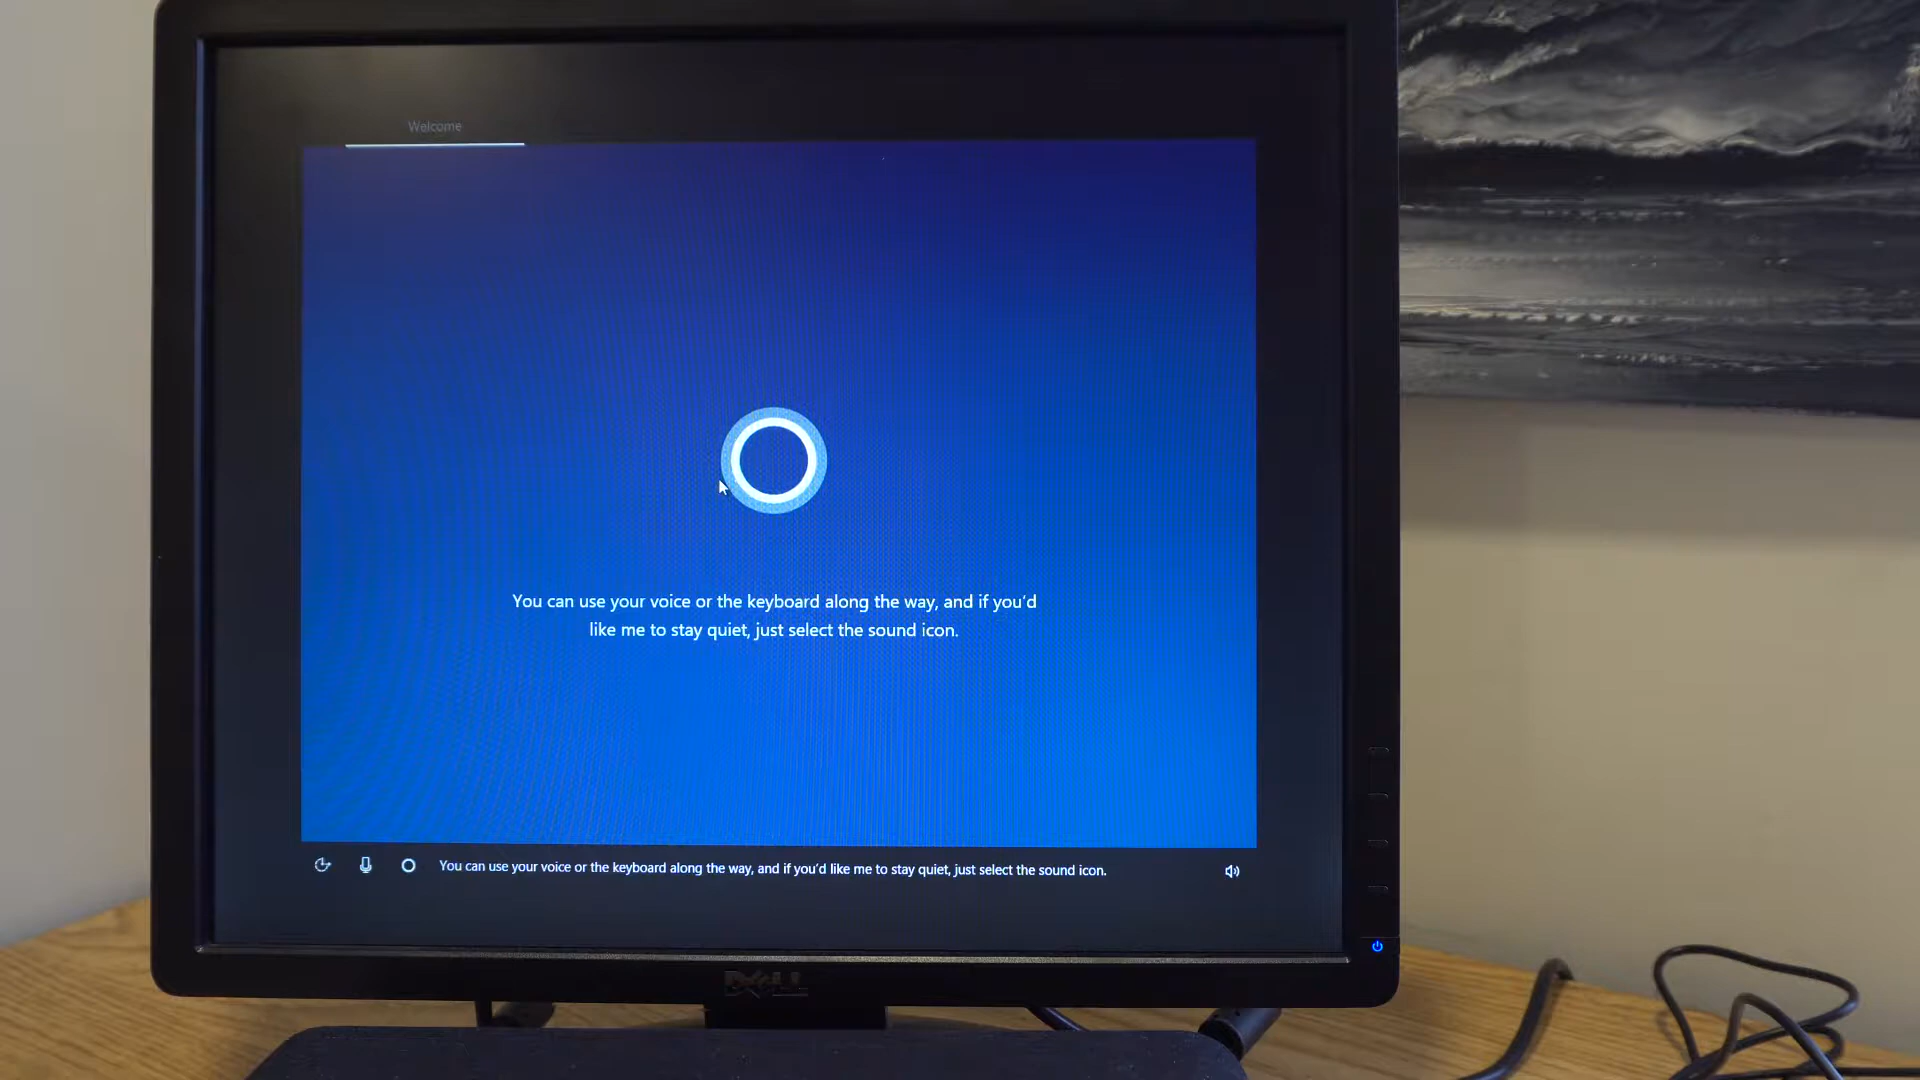 Welcome
You can use your voice or the keyboard along the way, and if you'd
like me to stay quiet, just select the sound icon.
You can use your voice or the keyboard along the way, and if you'd like me to stay quiet, just select the sound icon.
DELL